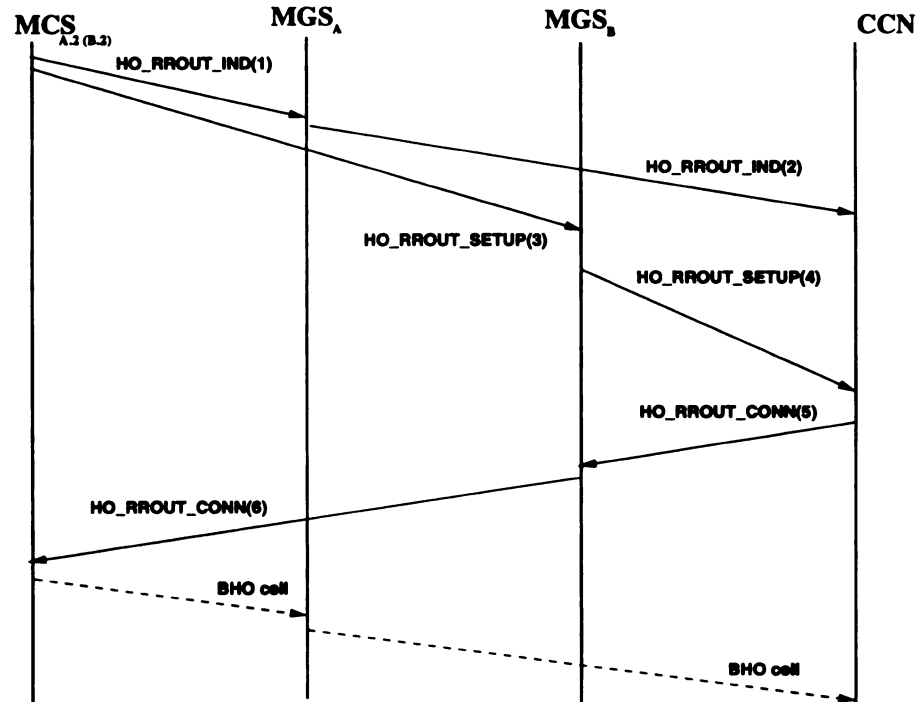 MCS A.2 (B.2)
MGS A
MGS B
CCN
HO_RROUT_IND(1)
HO_RROUT_IND(2)
HO_RROUT_SETUP(3)
HO_RROUT_SETUP(4)
HO_RROUT_CONN(5)
HO_RROUT_CONN(6)
BHO cell
BHO cell